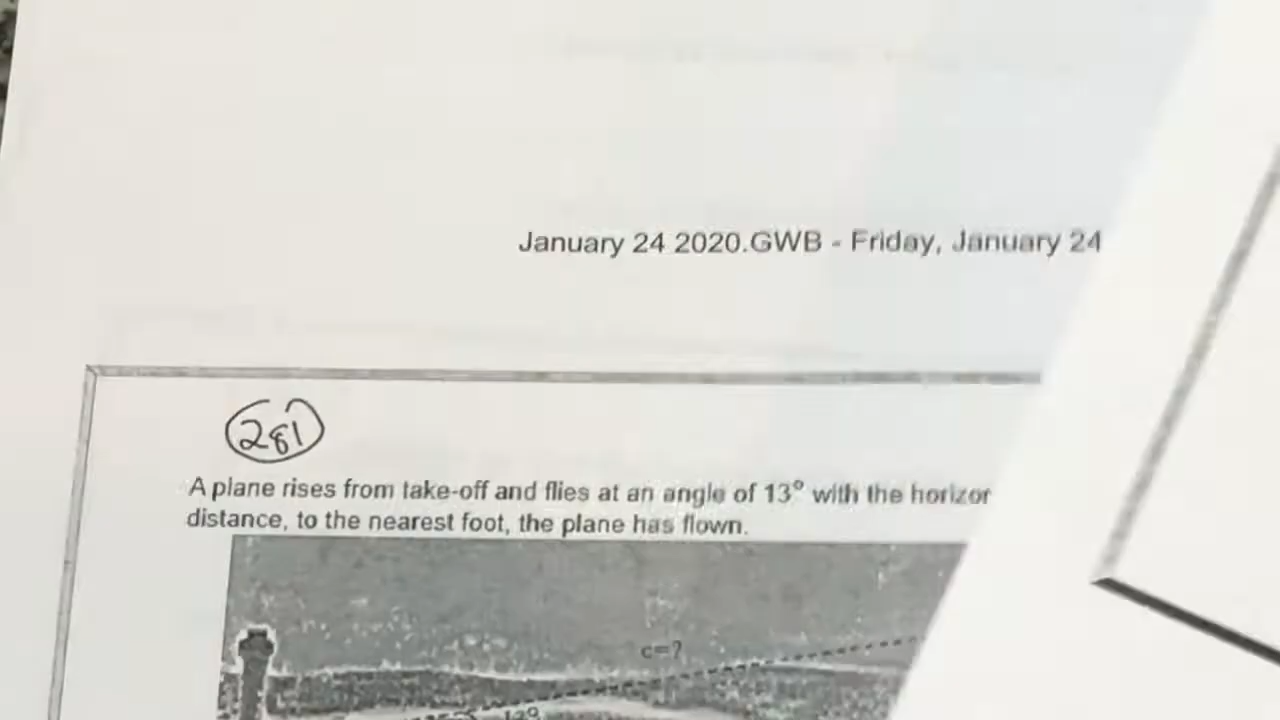 January 24 2020.GWB - Friday, January 24
281
A plane rises from take-off and flies at an angle of 13° with the horizor
distance, to the nearest foot, the plane has flown.
c=?
13°